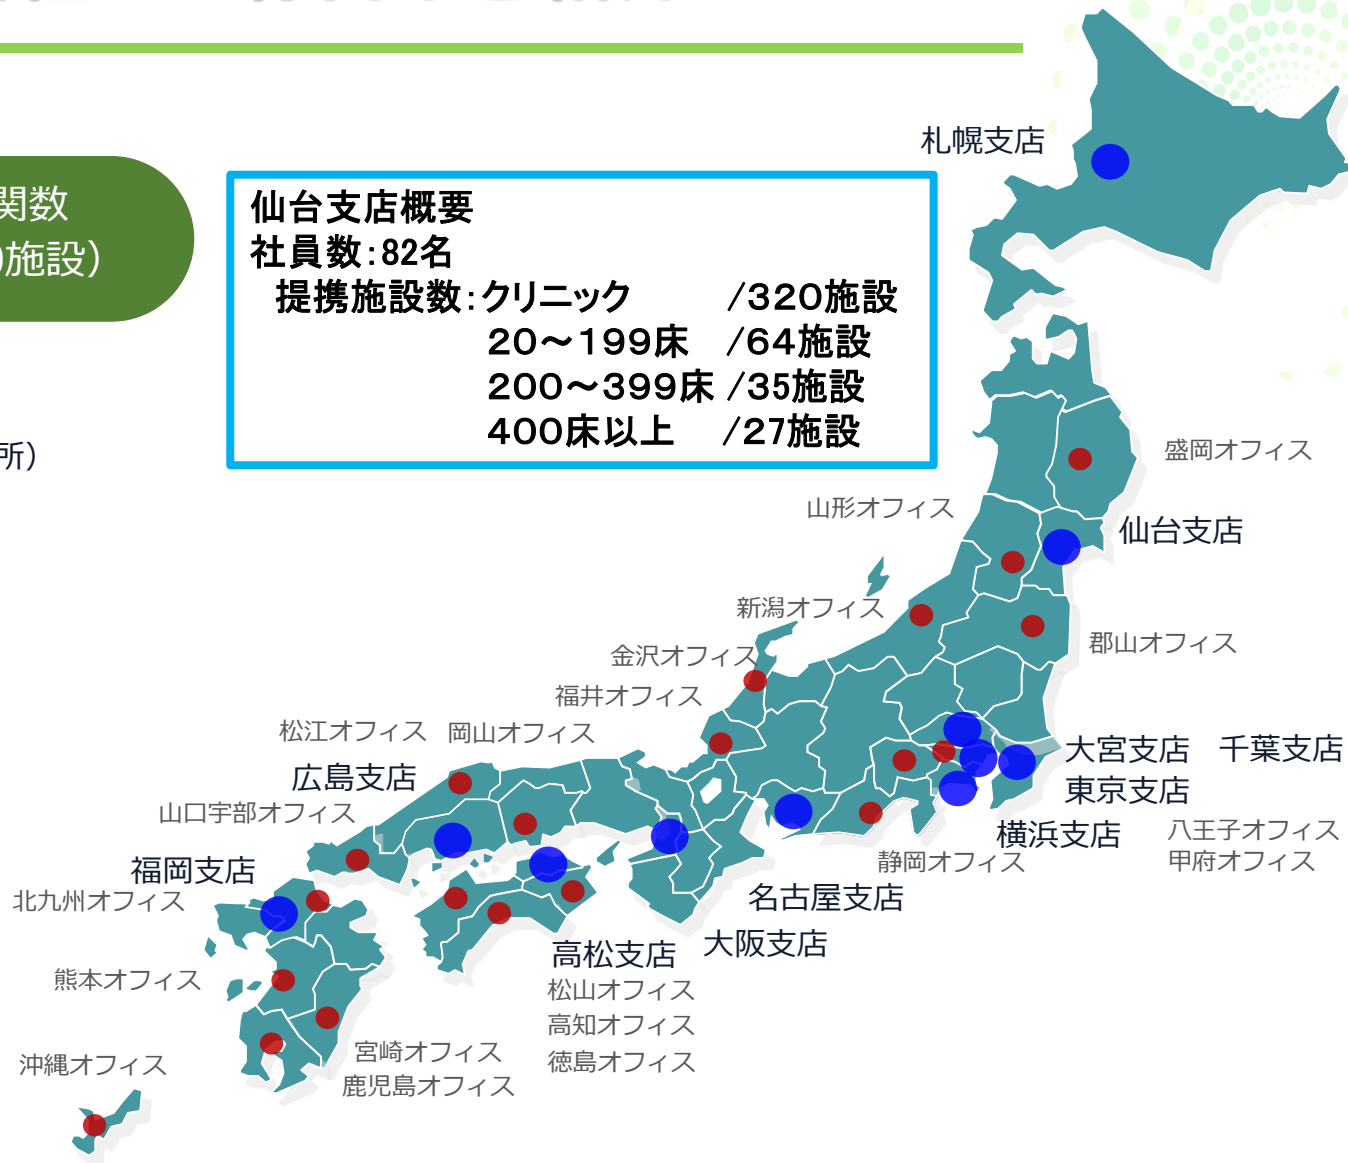 関数
施設）
所）
仙台支店概要
社員数：82名
提携施設数：クリニック /320施設
20～199床 /64施設
200～399床 /35施設
400床以上 /27施設
札幌支店
盛岡オフィス
山形オフィス
仙台支店
新潟オフィス
郡山オフィス
金沢オフィス
福井オフィス
松江オフィス 岡山オフィス
広島支店
大宮支店 千葉支店
東京支店
山口宇部オフィス
横浜支店
八王子オフィス
甲府オフィス
静岡オフィス
福岡支店
北九州オフィス
名古屋支店
大阪支店
高松支店
松山オフィス
高知オフィス
徳島オフィス
熊本オフィス
宮崎オフィス
鹿児島オフィス
沖縄オフィス